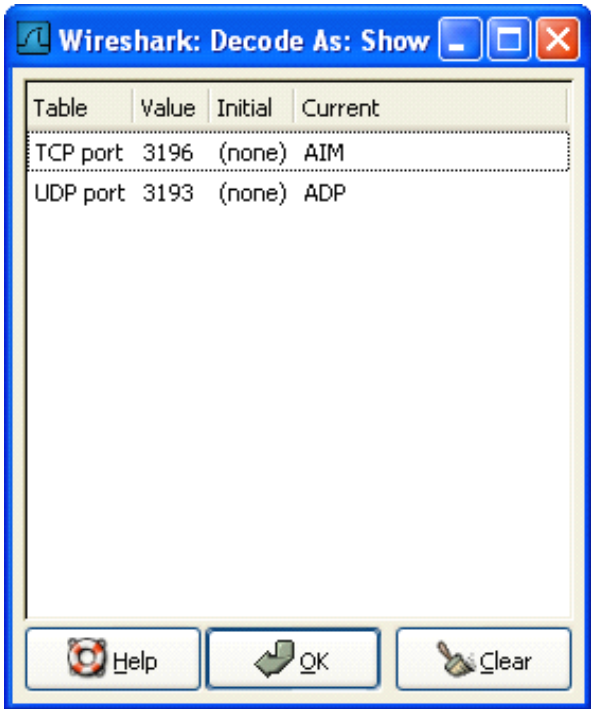 Wireshark: Decode As: Show
Table Value Initial Current
TCP port 3196 (none) AIM
UDP port 3193 (none) ADP
Help OK Clear